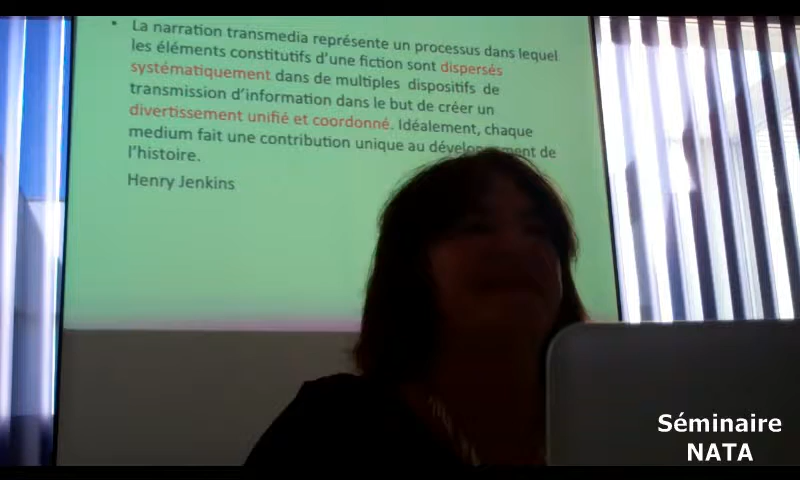 • La narration transmedia représente un processus dans lequel
les éléments constitutifs d'une fiction sont dispersés
systématiquement dans de multiples dispositifs de
transmission d'information dans le but de créer un
divertissement unifié et coordonné. Idéalement, chaque
medium fait une contribution unique au développement de
l'histoire.
Henry Jenkins
Séminaire
NATA